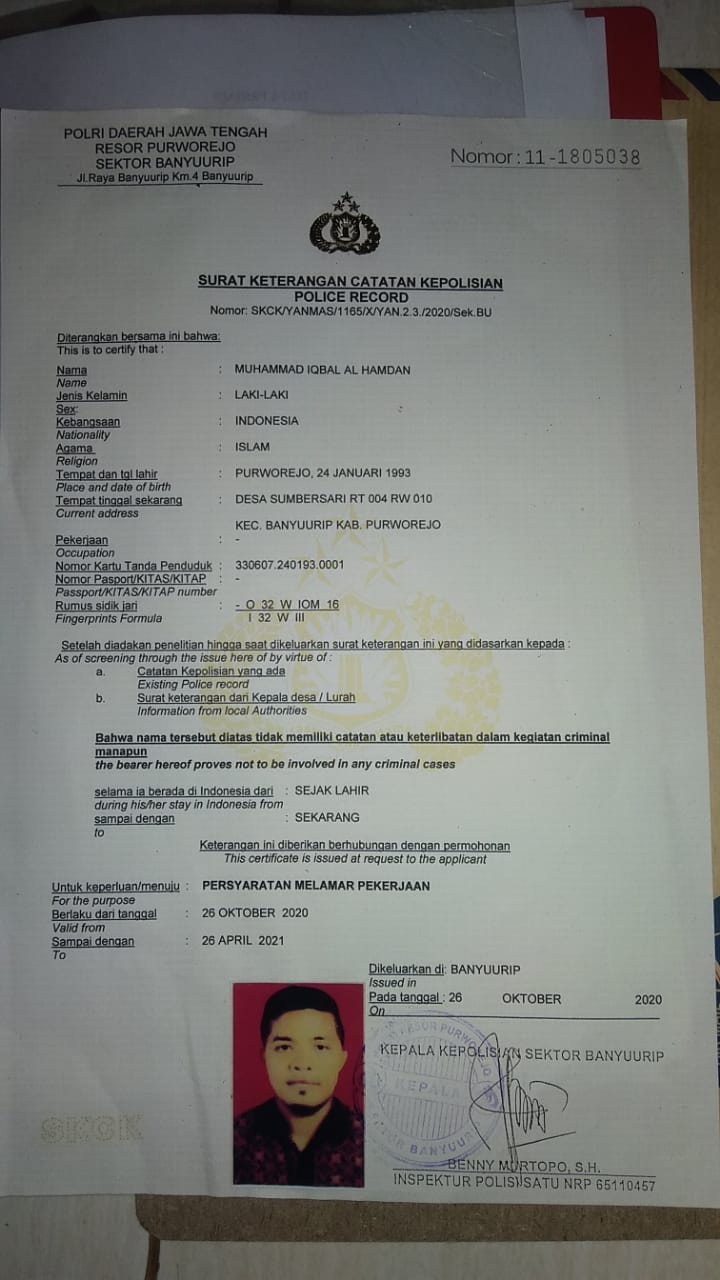 POLRI DAERAH JAWA TENGAH
RESOR PURWOREJO
SEKTOR BANYUURIP
Jl.Raya Banyuurip Km.4 Banyuurip
Nomor : 11 -1805038
SURAT KETERANGAN CATATAN KEPOLISIAN
POLICE RECORD
Nomor: SKCK/YANMAS/1165/X/YAN.2.3./2020/Sek.BU
Diterangkan bersama ini bahwa:
This is to certify that :
Nama : MUHAMMAD IQBAL AL HAMDAN
Name
Jenis Kelamin : LAKI-LAKI
Sex:
Kebangsaan : INDONESIA
Nationality
Agama : ISLAM
Religion
Tempat dan tgl lahir : PURWOREJO, 24 JANUARI 1993
Place and date of birth
Tempat tinggal sekarang : DESA SUMBERSARI RT 004 RW 010
Current address
KEC. BANYUURIP KAB. PURWOREJO
Pekerjaan : -
Occupation
Nomor Kartu Tanda Penduduk : 330607.240193.0001
Nomor Pasport/KITAS/KITAP : -
Passport/KITAS/KITAP number
Rumus sidik jari : - O 32 W IOM 16
Fingerprints Formula I 32 W III
Setelah diadakan penelitian hingga saat dikeluarkan surat keterangan ini yang didasarkan kepada :
As of screening through the issue here of by virtue of :
a. Catatan Kepolisian yang ada
Existing Police record
b. Surat keterangan dari Kepala desa / Lurah
Information from local Authorities
Bahwa nama tersebut diatas tidak memiliki catatan atau keterlibatan dalam kegiatan criminal
manapun
the bearer hereof proves not to be involved in any criminal cases
selama ia berada di Indonesia dari : SEJAK LAHIR
during his/her stay in Indonesia from
sampai dengan : SEKARANG
to
Keterangan ini diberikan berhubungan dengan permohonan
This certificate is issued at request to the applicant
Untuk keperluan/menuju : PERSYARATAN MELAMAR PEKERJAAN
For the purpose
Berlaku dari tanggal : 26 OKTOBER 2020
Valid from
Sampai dengan : 26 APRIL 2021
To
Dikeluarkan di: BANYUURIP
Issued in
Pada tanggal : 26 OKTOBER 2020
On
KEPALA KEPOLISIAN SEKTOR BANYUURIP
RESOR PURWOREJO
KEPALA
SEKTOR BANYUURIP
SKCK
BENNY MURTOPO, S.H.
INSPEKTUR POLISI SATU NRP 65110457